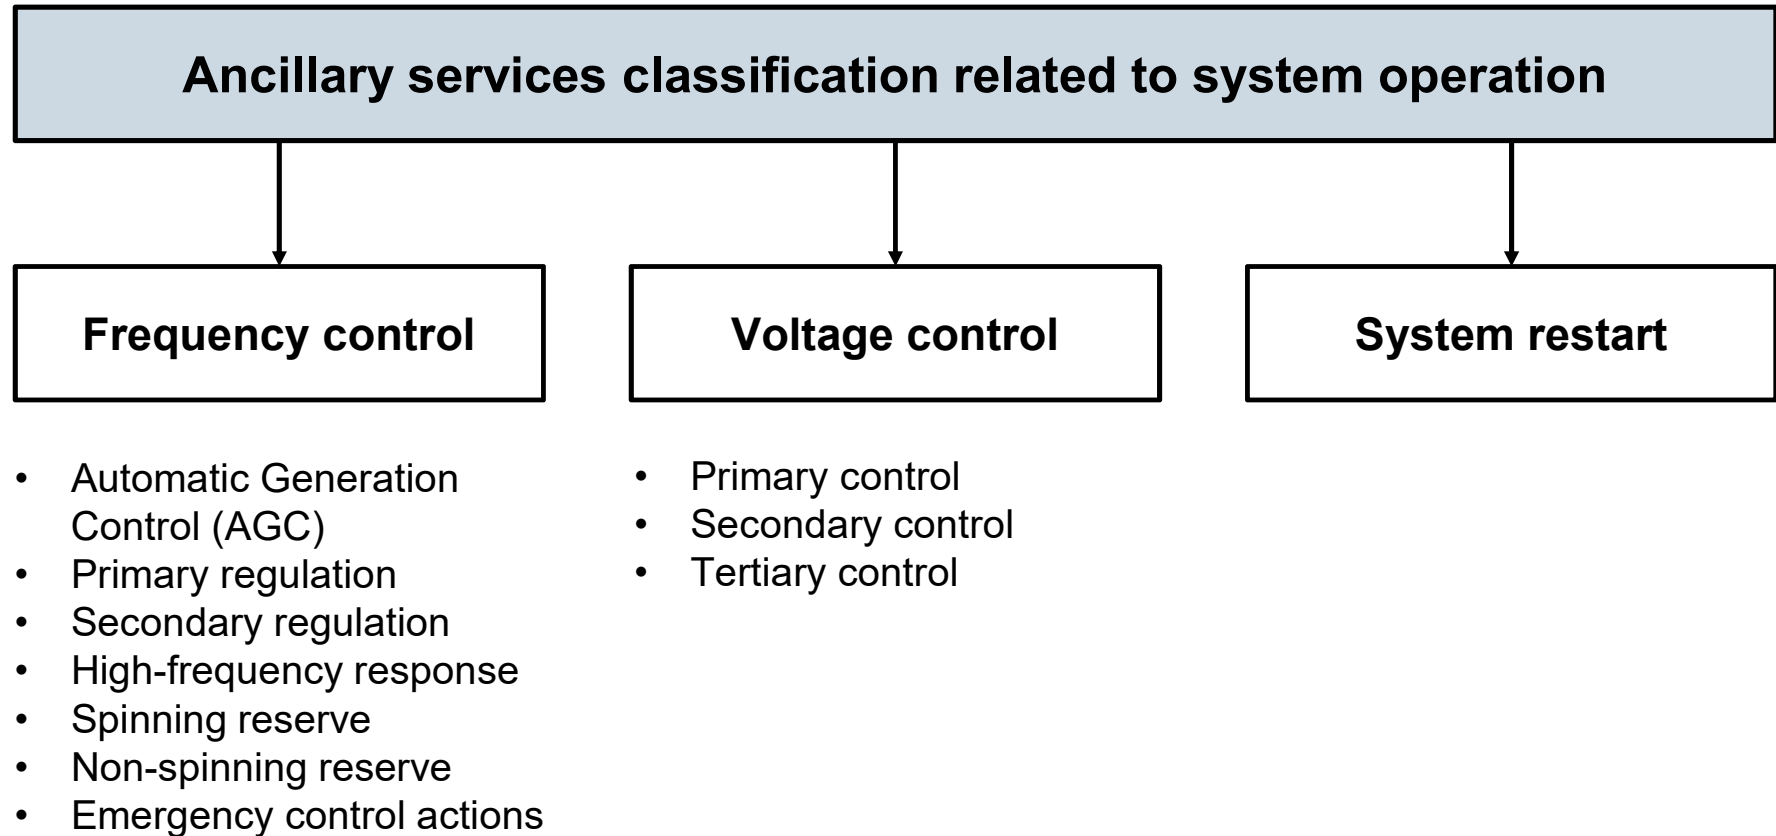 Ancillary services classification related to system operation
Frequency control
Voltage control
System restart
• Automatic Generation
Control (AGC)
• Primary regulation
• Secondary regulation
• High-frequency response
• Spinning reserve
• Non-spinning reserve
• Emergency control actions
• Primary control
• Secondary control
• Tertiary control